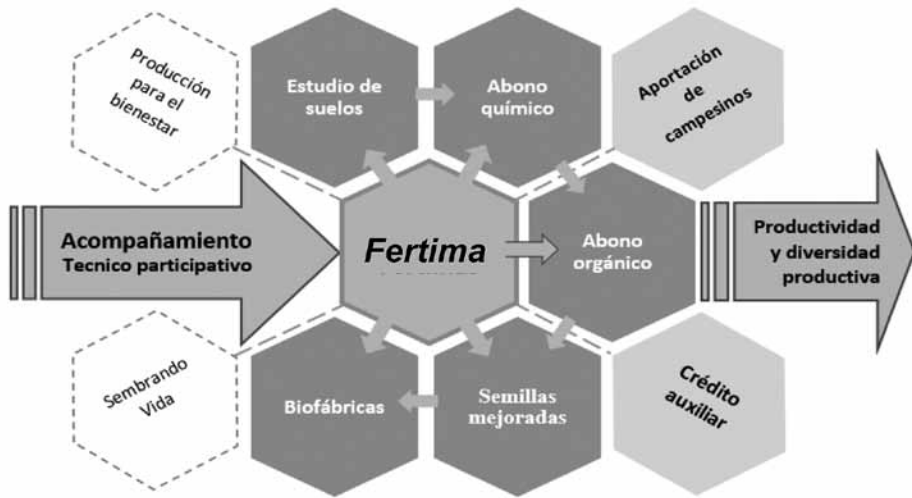 Producción
para el
bienestar
Estudio de
suelos
Abono
químico
Aportación
de
campesinos
Acompañamiento
Tecnico participativo
Fertima
Abono
orgánico
Productividad
y diversidad
productiva
Sembrando
Vida
Biofábricas
Semillas
mejoradas
Crédito
auxiliar